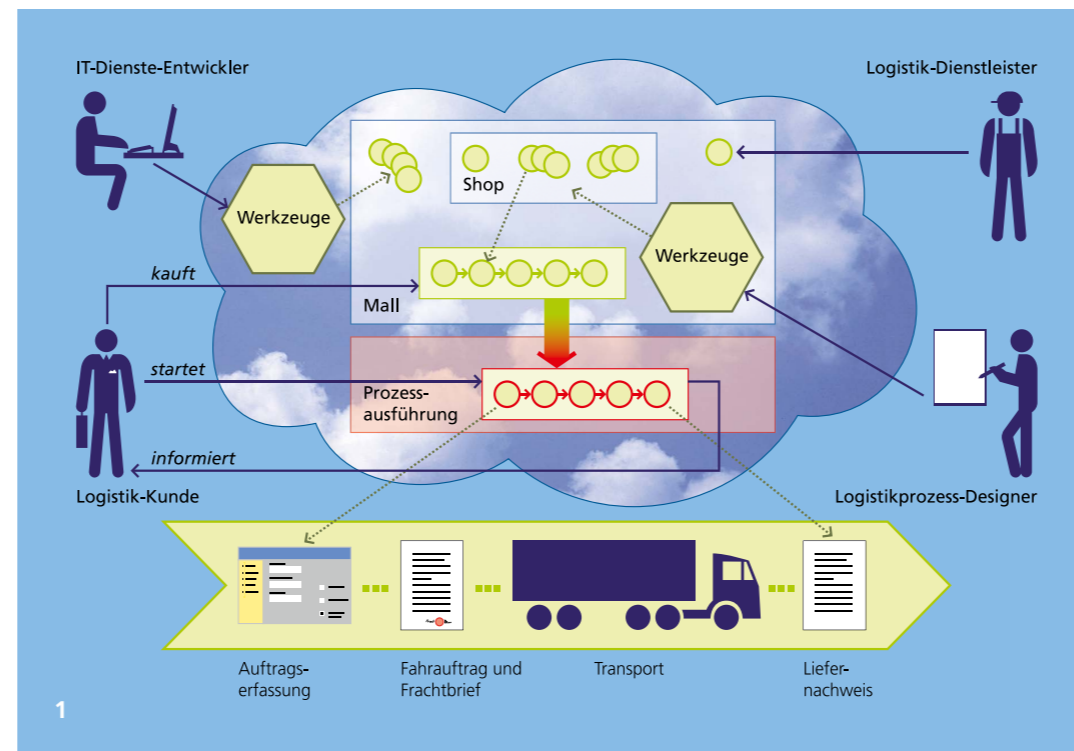 IT-Dienste-Entwickler
Logistik-Dienstleister
Shop
Werkzeuge
Werkzeuge
kauft
Mall
startet
Prozess-
ausführung
informiert
Logistik-Kunde
Logistikprozess-Designer
Auftrags-
erfassung
Fahrauftrag und
Frachtbrief
Transport
Liefer-
nachweis
1